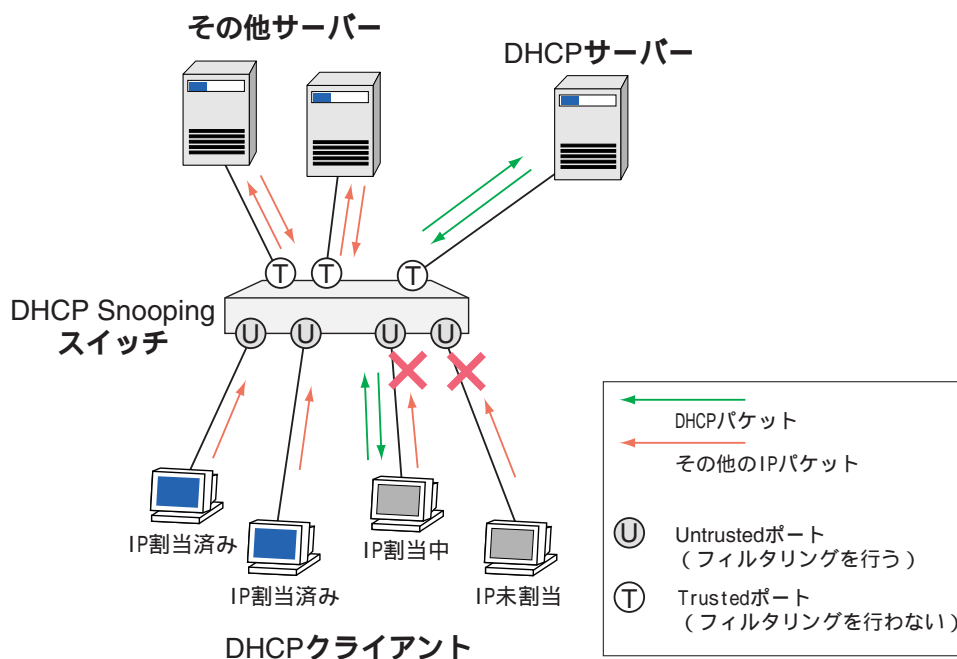 その他サーバー
DHCPサーバー
T
T
T
DHCP Snooping
スイッチ
U
U
U
U
DHCPパケット
その他のIPパケット
IP割当済み
IP割当中
IP割当済み
IP未割当
U
Untrustedポート
(フィルタリングを行う)
T
Trustedポート
(フィルタリングを行わない)
DHCPクライアント